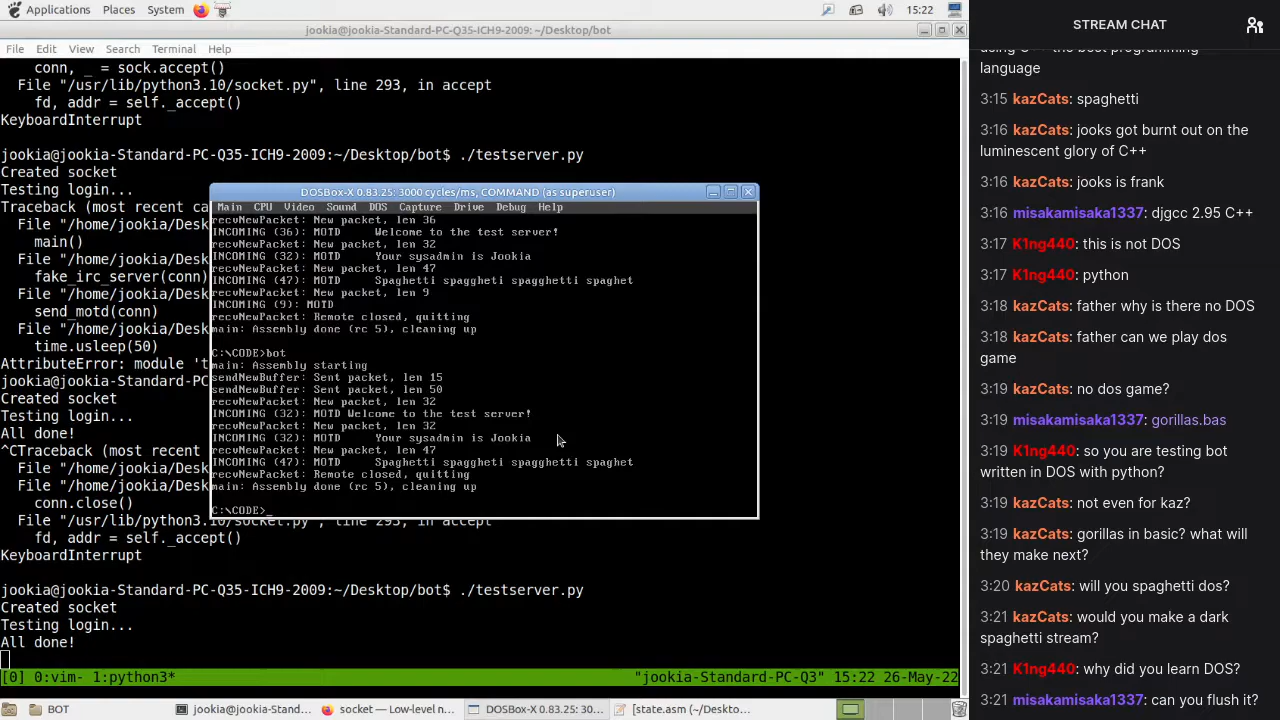 Applications Places System 15:22
jookia@jookia-Standard-PC-Q35-ICH9-2009: ~/Desktop/bot
File Edit View Search Terminal Help
conn, _ = sock.accept()
File "/usr/lib/python3.10/socket.py", line 293, in accept
fd, addr = self._accept()
KeyboardInterrupt
jookia@jookia-Standard-PC-Q35-ICH9-2009:~/Desktop/bot$ ./testserver.py
Created socket
Testing login...
Traceback (most recent ca
File "/home/jookia/Des
main()
File "/home/jookia/Des
fake_irc_server(conn)
File "/home/jookia/Des
send_motd(conn)
File "/home/jookia/Des
time.usleep(50)
AttributeError: module 't
jookia@jookia-Standard-PC
Created socket
Testing login...
All done!
^CTraceback (most recent
File "/home/jookia/Des
File "/home/jookia/Des
conn.close()
File "/usr/lib/python3.10/socket.py", line 293, in accept
fd, addr = self._accept()
KeyboardInterrupt
jookia@jookia-Standard-PC-Q35-ICH9-2009:~/Desktop/bot$ ./testserver.py
Created socket
Testing login...
All done!
[0] 0:vim- 1:python3* "jookia-Standard-PC-Q3" 15:22 26-May-22
DOSBox-X 0.83.25: 3000 cycles/ms, COMMAND (as superuser)
Main CPU Video Sound DOS Capture Drive Debug Help
recvNewPacket: New packet, len 36
INCOMING (36): MOTD Welcome to the test server!
recvNewPacket: New packet, len 32
INCOMING (32): MOTD Your sysadmin is Jookia
recvNewPacket: New packet, len 47
INCOMING (47): MOTD Spaghetti spaggheti spagghetti spaghet
recvNewPacket: New packet, len 9
INCOMING (9): MOTD
recvNewPacket: Remote closed, quitting
main: Assembly done (rc 5), cleaning up
C:\CODE>bot
main: Assembly starting
sendNewBuffer: Sent packet, len 15
sendNewBuffer: Sent packet, len 50
recvNewPacket: New packet, len 32
INCOMING (32): MOTD Welcome to the test server!
recvNewPacket: New packet, len 32
INCOMING (32): MOTD Your sysadmin is Jookia
recvNewPacket: New packet, len 47
INCOMING (47): MOTD Spaghetti spaggheti spagghetti spaghet
recvNewPacket: Remote closed, quitting
main: Assembly done (rc 5), cleaning up
C:\CODE>_
BOT jookia@jookia-Stand... socket — Low-level n... DOSBox-X 0.83.25: 30... [state.asm (~/Deskto...
STREAM CHAT
using C++ the best programming
language
3:15 kazCats: spaghetti
3:16 kazCats: jooks got burnt out on the
luminescent glory of C++
3:16 kazCats: jooks is frank
3:16 misakamisaka1337: djgcc 2.95 C++
3:17 K1ng440: this is not DOS
3:17 K1ng440: python
3:18 kazCats: father why is there no DOS
3:18 kazCats: father can we play dos
game
3:19 kazCats: no dos game?
3:19 misakamisaka1337: gorillas.bas
3:19 K1ng440: so you are testing bot
written in DOS with python?
3:19 kazCats: not even for kaz?
3:19 kazCats: gorillas in basic? what will
they make next?
3:20 kazCats: will you spaghetti dos?
3:21 kazCats: would you make a dark
spaghetti stream?
3:21 K1ng440: why did you learn DOS?
3:21 misakamisaka1337: can you flush it?